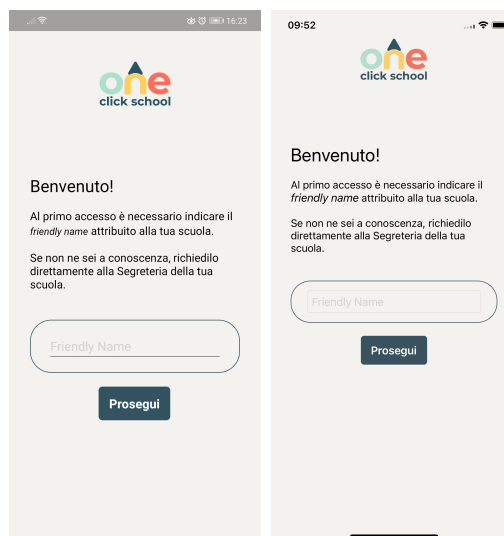 16:23
one
click school
Benvenuto!
Al primo accesso è necessario indicare il
friendly name attribuito alla tua scuola.
Se non ne sei a conoscenza, richiedilo
direttamente alla Segreteria della tua
scuola.
Friendly Name
Prosegui
09:52
one
click school
Benvenuto!
Al primo accesso è necessario indicare il
friendly name attribuito alla tua scuola.
Se non ne sei a conoscenza, richiedilo
direttamente alla Segreteria della tua
scuola.
Friendly Name
Prosegui